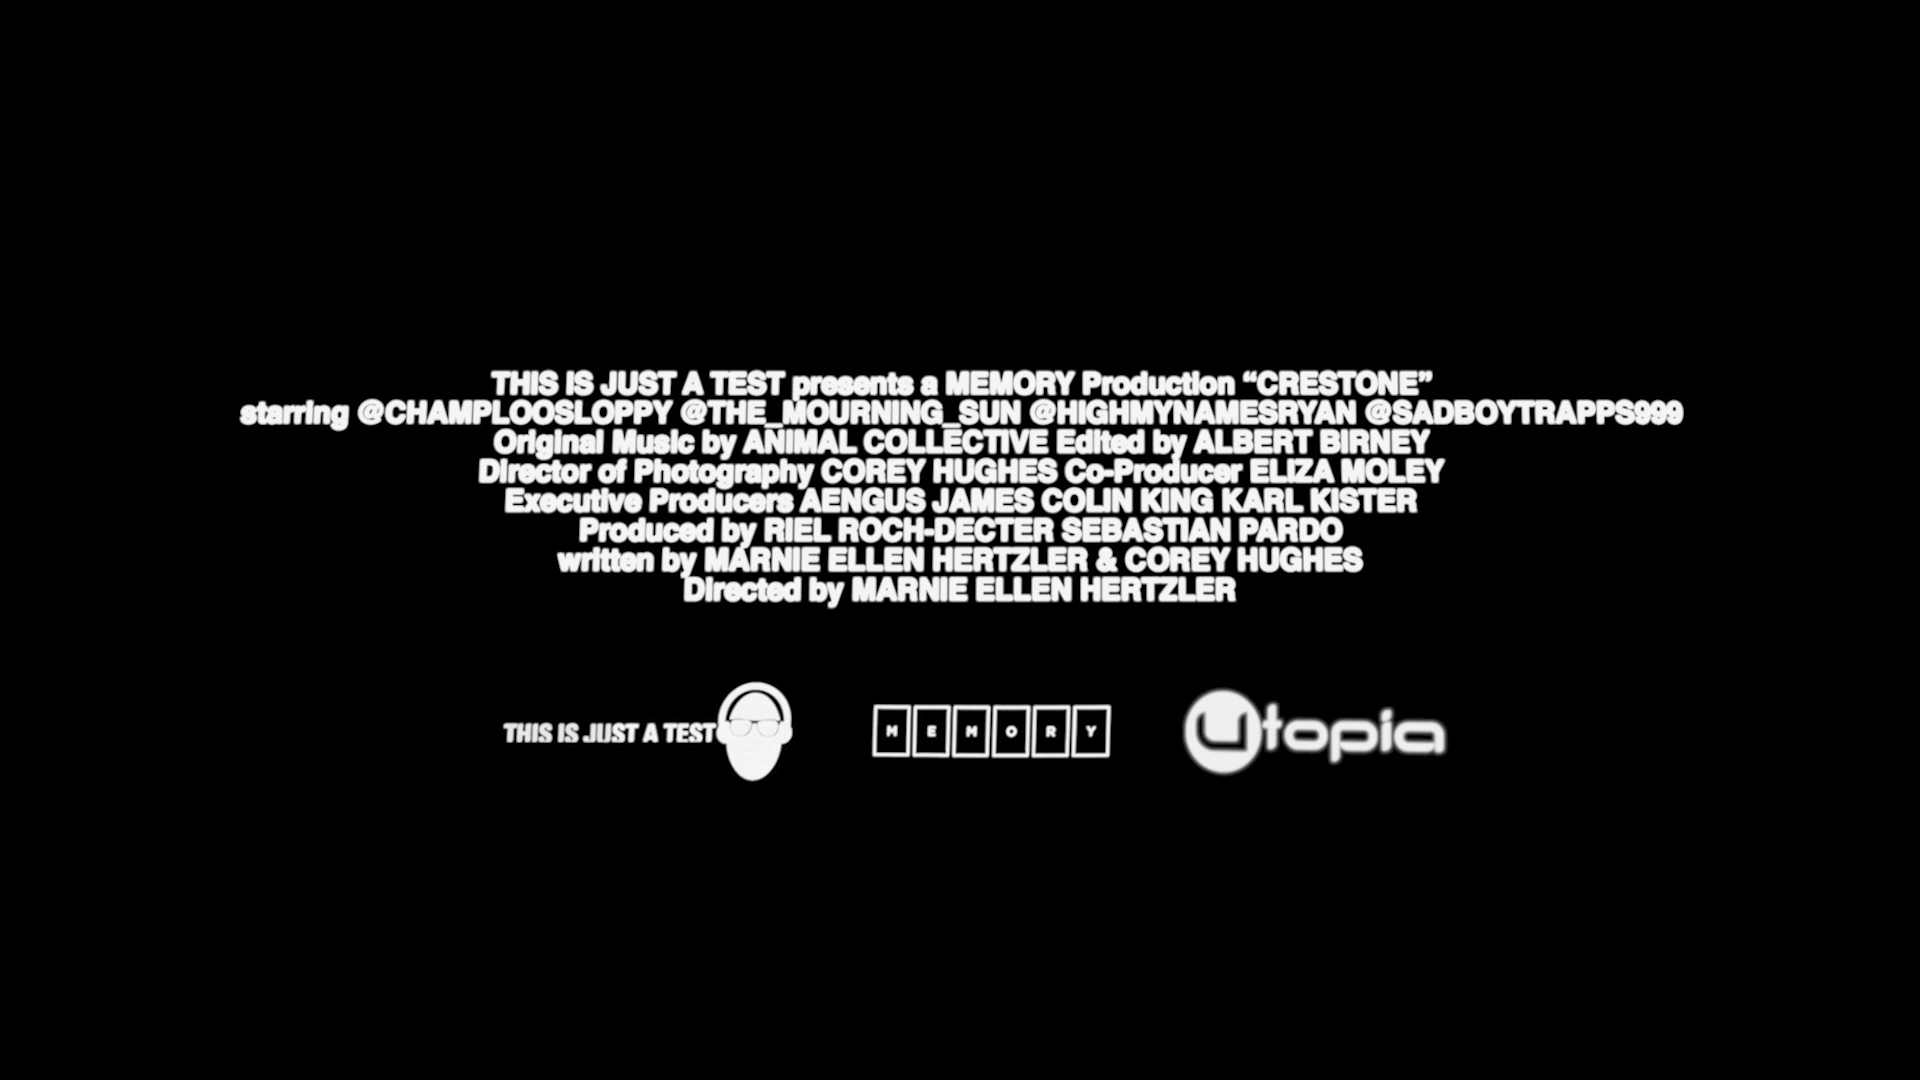 THIS IS JUST A TEST presents a MEMORY Production “CRESTONE”
starring @CHAMPLOOSLOPPY @THE_MOURNING_SUN @HIGHMYNAMESRYAN @SADBOYTRAPPS999
Original Music by ANIMAL COLLECTIVE Edited by ALBERT BIRNEY
Director of Photography COREY HUGHES Co-Producer ELIZA MOLEY
Executive Producers AENGUS JAMES COLIN KING KARL KISTER
Produced by RIEL ROCH-DECTER SEBASTIAN PARDO
written by MARNIE ELLEN HERTZLER & COREY HUGHES
Directed by MARNIE ELLEN HERTZLER
THIS IS JUST A TEST MEMORY utopia